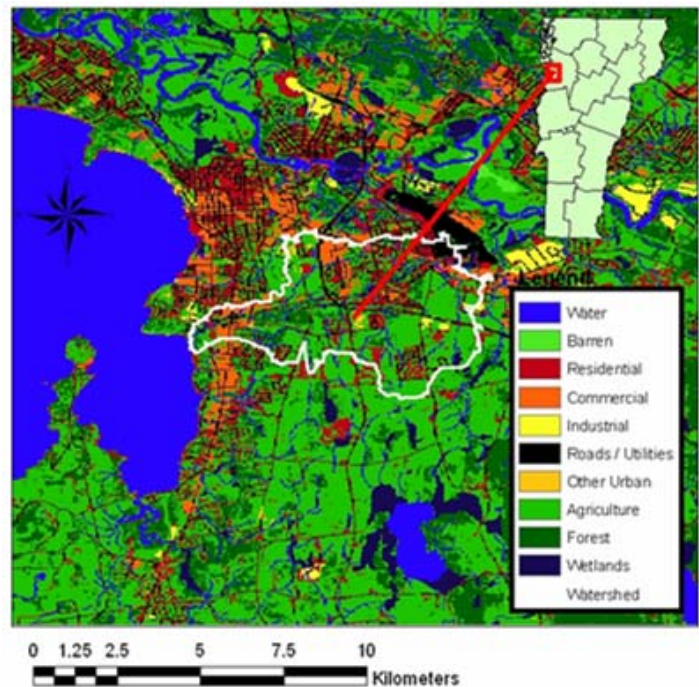 Legend
Water
Barren
Residential
Commercial
Industrial
Roads / Utilities
Other Urban
Agriculture
Forest
Wetlands
Watershed
0 1.25 2.5 5 7.5 10
Kilometers